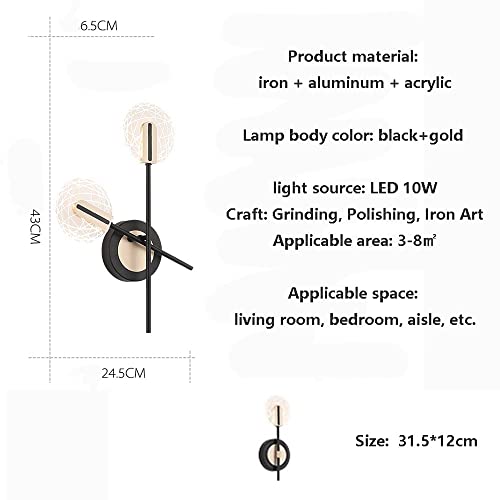 6.5CM
Product material:
iron + aluminum + acrylic
Lamp body color: black+gold
light source: LED 10W
Craft: Grinding, Polishing, Iron Art
Applicable area: 3-8㎡
43CM
Applicable space:
living room, bedroom, aisle, etc.
24.5CM
Size: 31.5*12cm